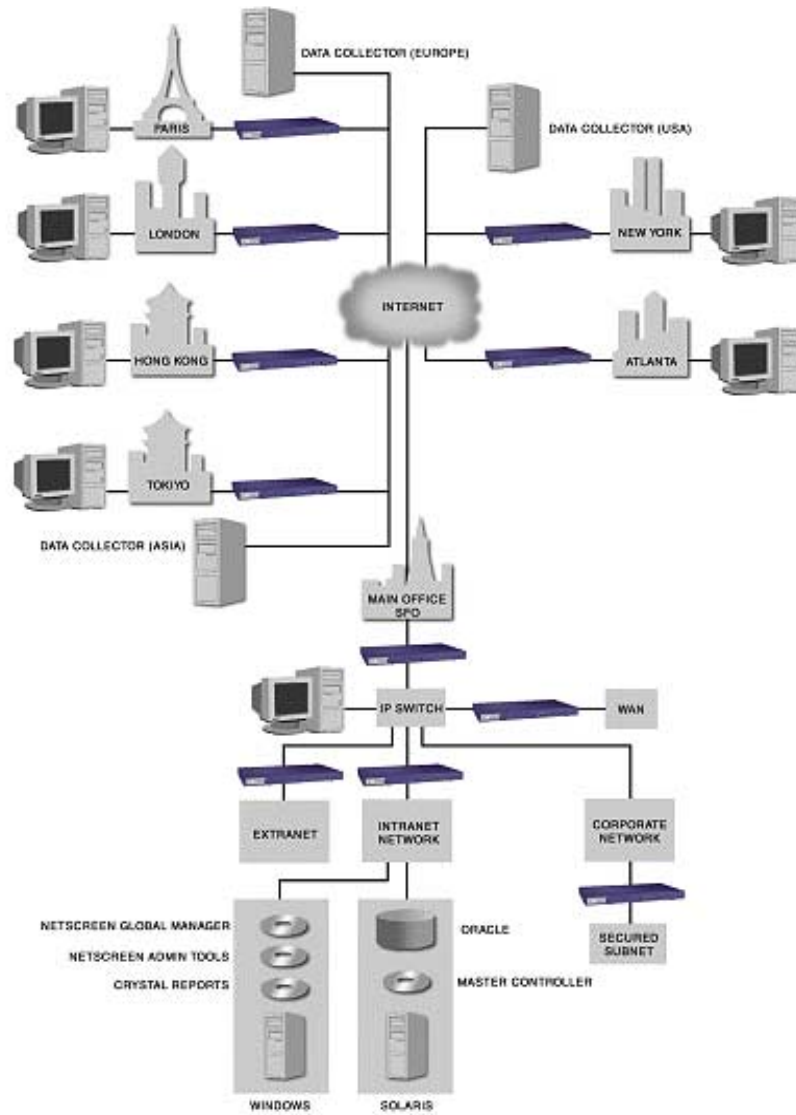 DATA COLLECTOR (EUROPE)
PARIS
DATA COLLECTOR (USA)
LONDON
NEW YORK
INTERNET
HONG KONG
ATLANTA
TOKIYO
DATA COLLECTOR (ASIA)
MAIN OFFICE
SFO
IP SWITCH
WAN
EXTRANET
INTRANET
NETWORK
CORPORATE
NETWORK
NETSCREEN GLOBAL MANAGER
ORACLE
SECURED
SUBNET
NETSCREEN ADMIN TOOLS
CRYSTAL REPORTS
MASTER CONTROLLER
WINDOWS
SOLARIS